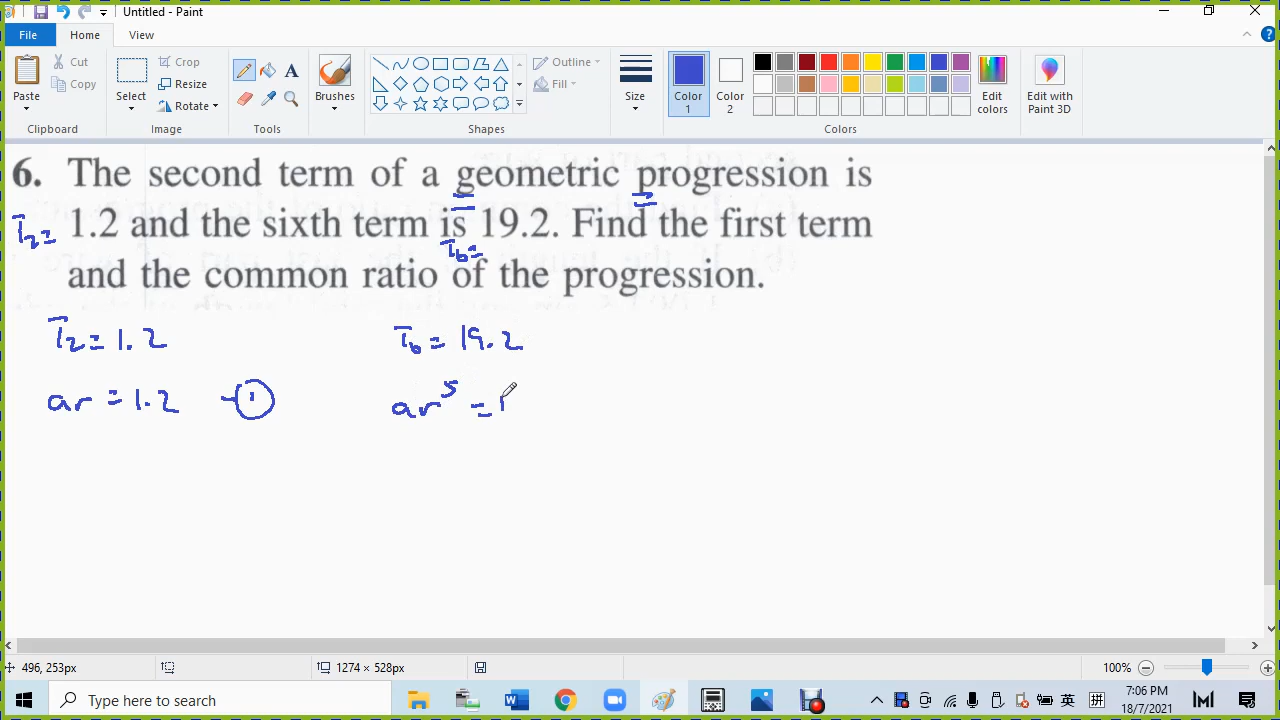 Untitled - Paint
File Home View
Paste Cut Copy Clipboard
Select Crop Resize Rotate Image
Tools
Brushes
Outline Fill Shapes
Size
Color 1 Color 2 Edit colors Colors
Edit with Paint 3D
6. The second term of a geometric progression is
1.2 and the sixth term is 19.2. Find the first term
T2=
T6=
and the common ratio of the progression.
T2 = 1.2 T6 = 19.2
ar = 1.2 - ① ar⁵ = 1
496, 253px 1274 × 528px 100%
Type here to search 英 拼 7:06 PM
18/7/2021